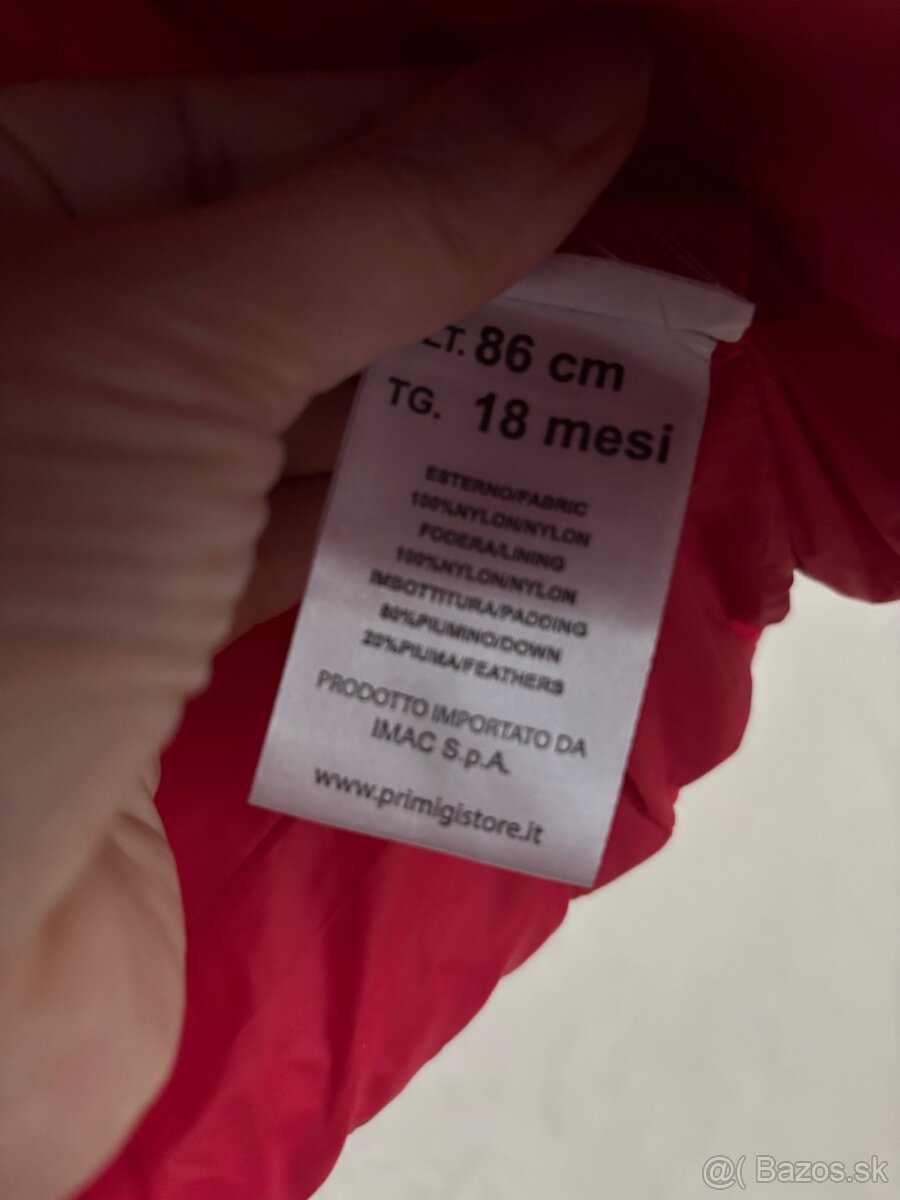 LT. 86 cm
TG. 18 mesi
ESTERNO/FABRIC
100%NYLON/NYLON
FODERA/LINING
100%NYLON/NYLON
IMBOTTITURA/PADDING
80%PIUMINO/DOWN
20%PIUMA/FEATHERS
PRODOTTO IMPORTATO DA
IMAC S.p.A.
www.primigistore.it
@( Bazos.sk